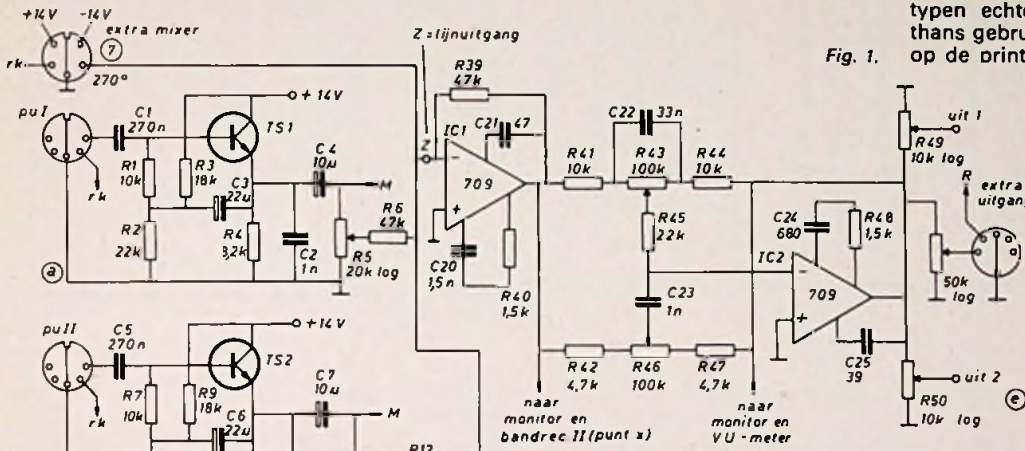 +14V -14V
extra mixer
7
rk.
270°
pu I
C1
270n
+14V
TS1
R1
10k
R3
18k
C3
22µ
rk
R2
22k
R4
8,2k
C4
10µ
M
R6
47k
C2
1n
R5
20k log
a
pu II
C5
270n
+14V
TS2
R7
10k
R9
18k
C6
22µ
rk
C7
10µ
M
R12
Z = lijnuitgang
R39
47k
IC1
C21
47
Z
-
709
+
C20
1,5n
R40
1,5k
R41
10k
C22
33n
R43
100k
R44
10k
R45
22k
C23
1n
R42
4,7k
R46
100k
R47
4,7k
naar
monitor en
bandrec II (punt x)
naar
monitor en
VU-meter
C24
680
R48
1,5k
IC2
-
709
+
C25
39
uit 1
R49
10k log
R
extra
uitgang
50k
log
uit 2
R50
10k log
e
Fig. 1.
typen echte
thans gebru
op de print